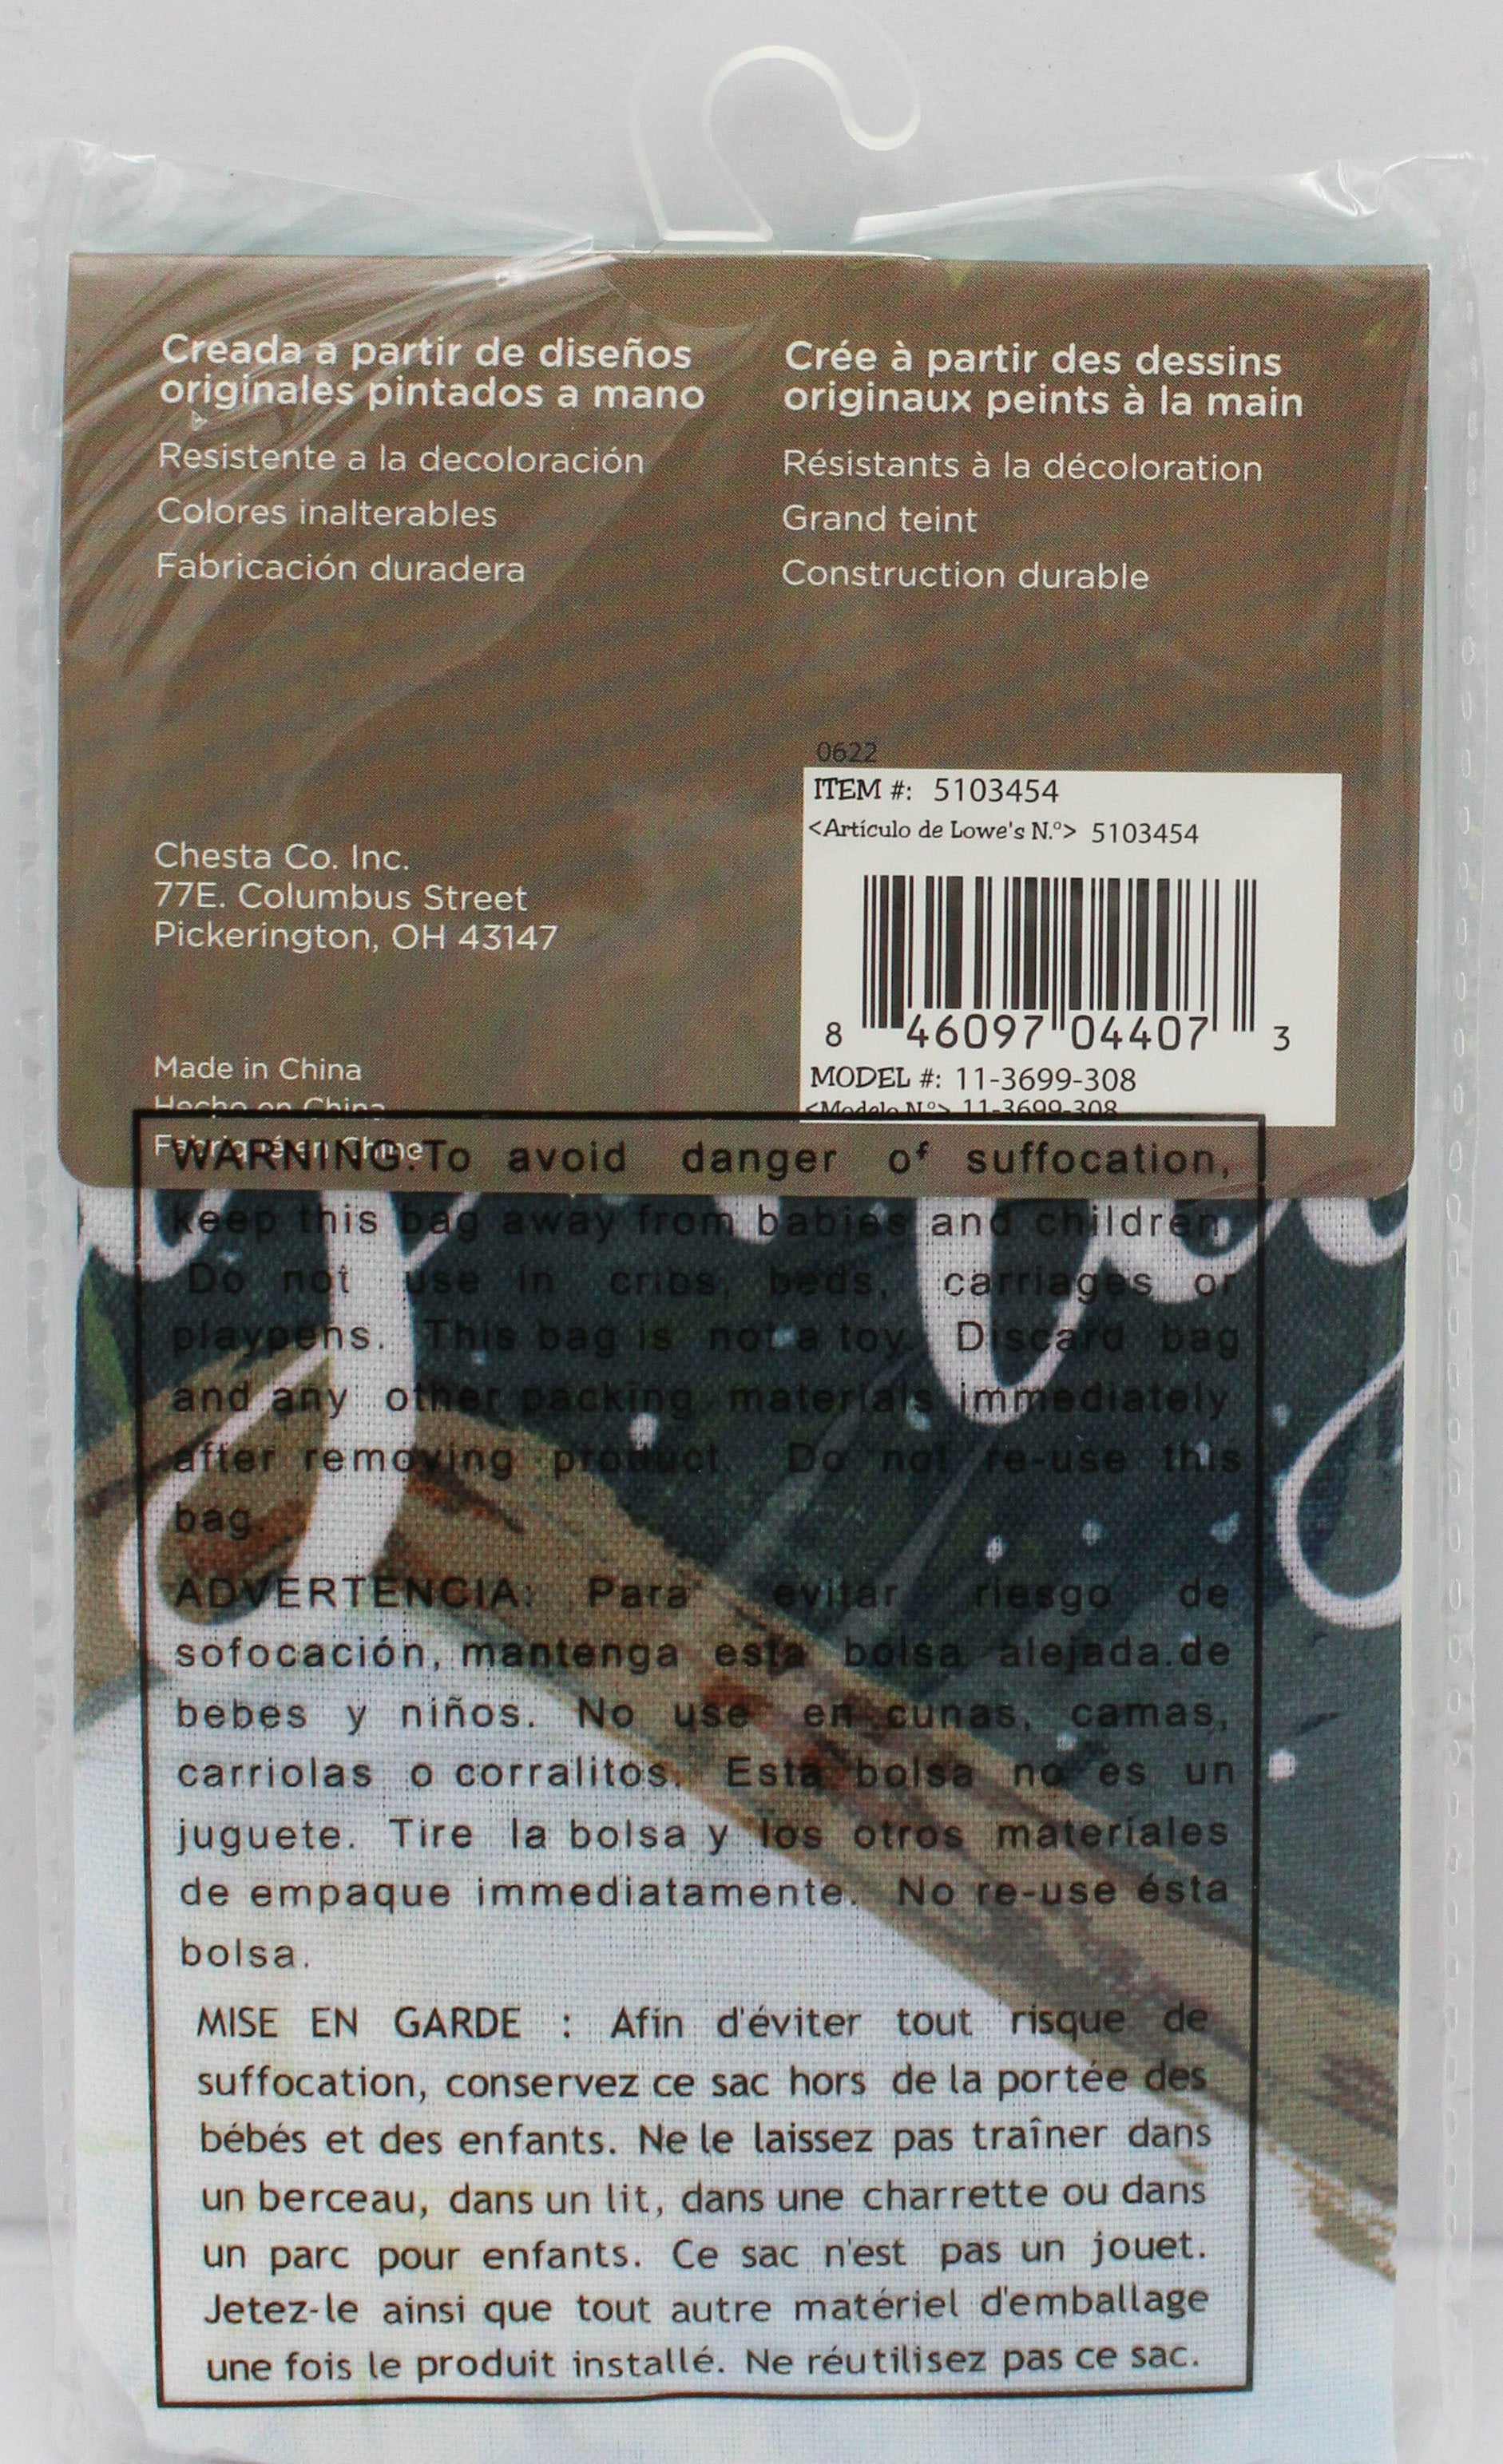 Creada a partir de diseños
originales pintados a mano
Resistente a la decoloración
Colores inalterables
Fabricación duradera
Crée à partir des dessins
originaux peints à la main
Résistants à la décoloration
Grand teint
Construction durable
Chesta Co. Inc.
77E. Columbus Street
Pickerington, OH 43147
Made in China
Hecho en China
Fabriqué en Chine
0622
ITEM #: 5103454
<Artículo de Lowe's N.º> 5103454
8 46097 04407 3
MODEL #: 11-3699-308
<Modelo N.º> 11-3699-308
WARNING:To avoid danger of suffocation,
keep this bag away from babies and children.
Do not use in cribs, beds, carriages or
playpens. This bag is not a toy. Discard bag
and any other packing materials immediately
after removing product. Do not re-use this
bag.
ADVERTENCIA: Para evitar riesgo de
sofocación, mantenga esta bolsa alejada.de
bebes y niños. No use en cunas, camas,
carriolas o corralitos. Esta bolsa no es un
juguete. Tire la bolsa y los otros materiales
de empaque immediatamente. No re-use ésta
bolsa.
MISE EN GARDE : Afin d'éviter tout risque de
suffocation, conservez ce sac hors de la portée des
bébés et des enfants. Ne le laissez pas traîner dans
un berceau, dans un lit, dans une charrette ou dans
un parc pour enfants. Ce sac n'est pas un jouet.
Jetez-le ainsi que tout autre matériel d'emballage
une fois le produit installé. Ne réutilisez pas ce sac.